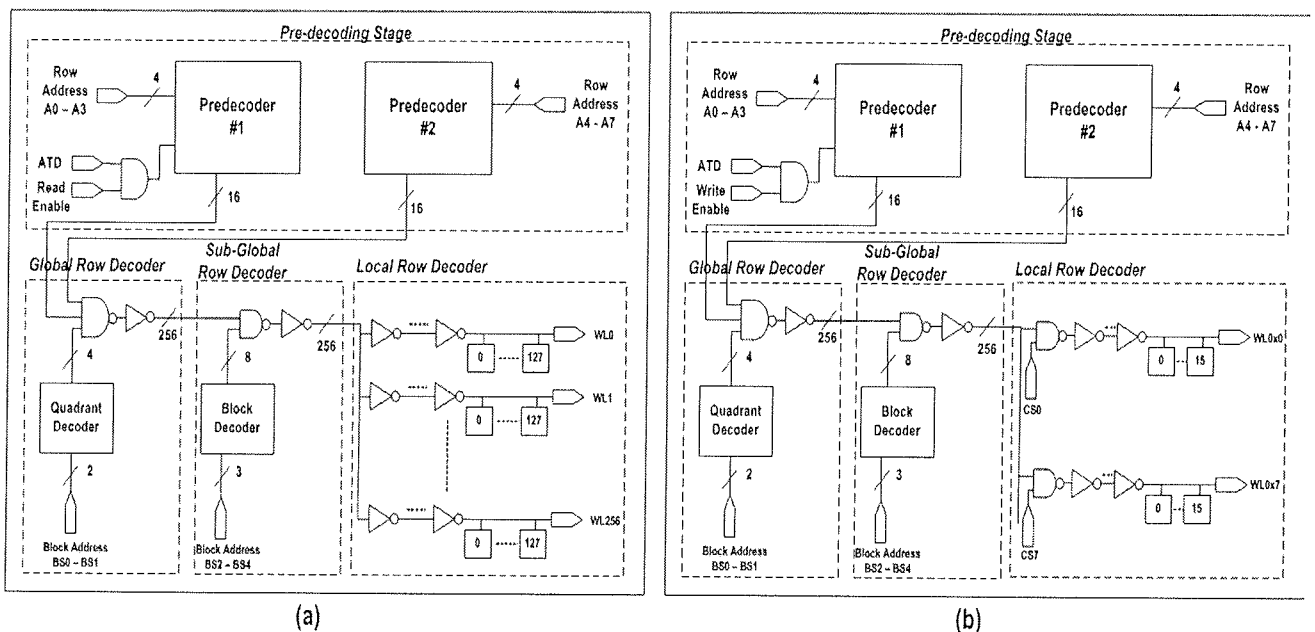 Pre-decoding Stage
Row
Address
A0 – A3
4
Predecoder
#1
Predecoder
#2
4
Row
Address
A4 - A7
ATD
Read
Enable
16
16
Global Row Decoder
Sub-Global
Row Decoder
Local Row Decoder
256
256
4
8
Quadrant
Decoder
Block
Decoder
2
3
Block Address
BS0 – BS1
Block Address
BS2 – BS4
0
127
WL0
0
127
WL1
0
127
WL256
(a)
Pre-decoding Stage
Row
Address
A0 – A3
4
Predecoder
#1
Predecoder
#2
4
Row
Address
A4 - A7
ATD
Write
Enable
16
16
Global Row Decoder
Sub-Global
Row Decoder
Local Row Decoder
256
256
4
8
Quadrant
Decoder
Block
Decoder
2
3
Block Address
BS0 – BS1
Block Address
BS2 – BS4
CS0
0
15
WL0x0
CS7
0
15
WL0x7
(b)